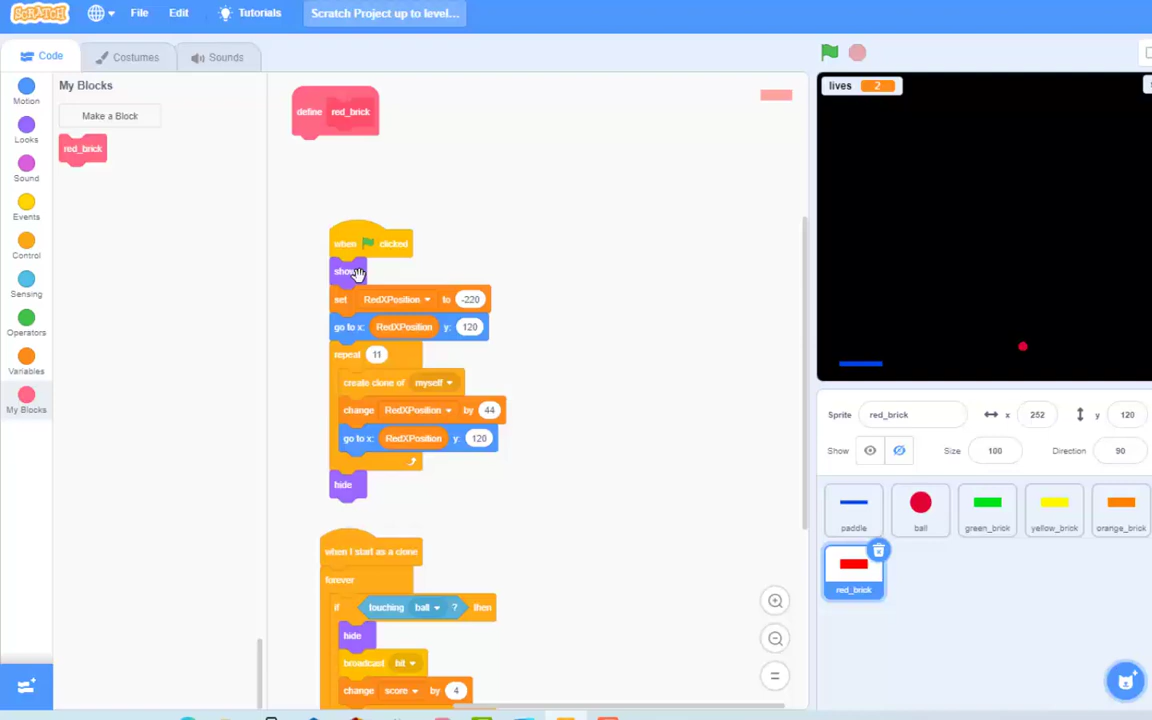 SCRATCH File Edit Tutorials Scratch Project up to level...
Code Costumes Sounds
Motion
Looks
Sound
Events
Control
Sensing
Operators
Variables
My Blocks
My Blocks
Make a Block
red_brick
define red_brick
when clicked
show
set RedXPosition to -220
go to x: RedXPosition y: 120
repeat 11
create clone of myself
change RedXPosition by 44
go to x: RedXPosition y: 120
hide
when I start as a clone
forever
if touching ball ? then
hide
broadcast hit
change score by 4
lives 2
Sprite red_brick x 252 y 120
Show Size 100 Direction 90
paddle ball green_brick yellow_brick orange_brick
red_brick